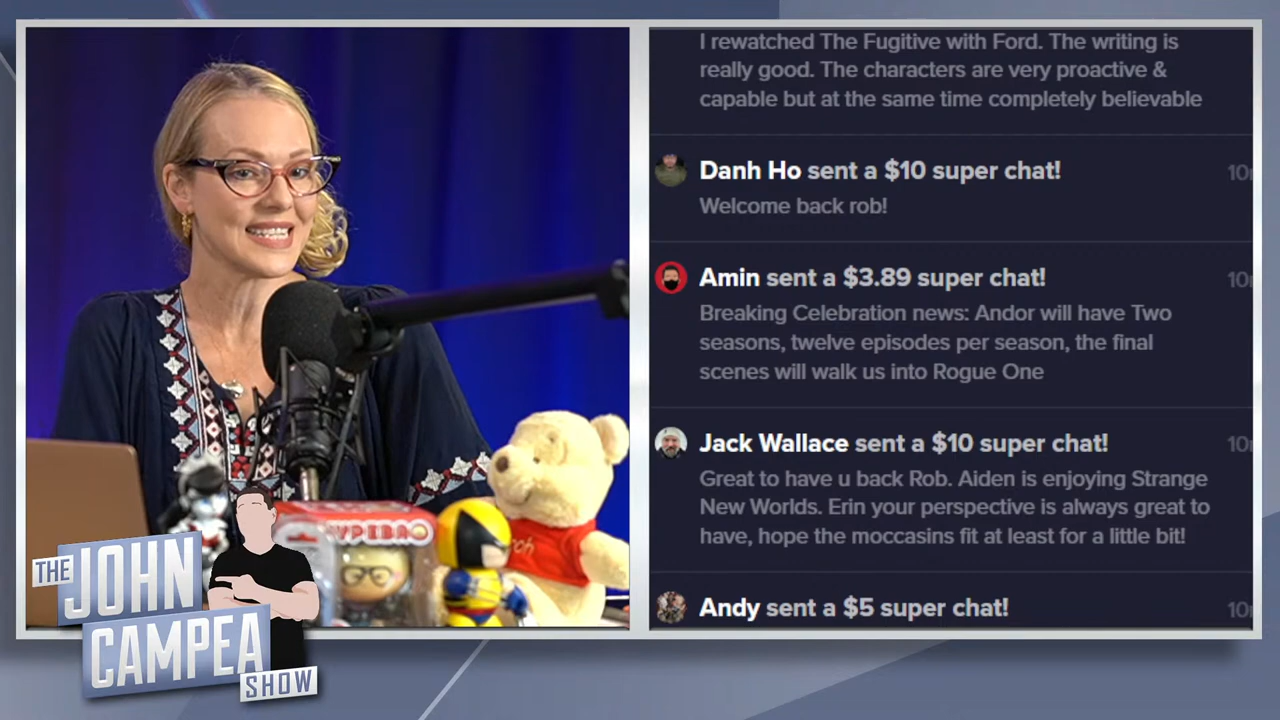 I rewatched The Fugitive with Ford. The writing is
really good. The characters are very proactive &
capable but at the same time completely believable
Danh Ho sent a $10 super chat!
Welcome back rob!
Amin sent a $3.89 super chat!
Breaking Celebration news: Andor will have Two
seasons, twelve episodes per season, the final
scenes will walk us into Rogue One
Jack Wallace sent a $10 super chat!
Great to have u back Rob. Aiden is enjoying Strange
New Worlds. Erin your perspective is always great to
have, hope the moccasins fit at least for a little bit!
Andy sent a $5 super chat!
THE
JOHN
CAMPEA
SHOW